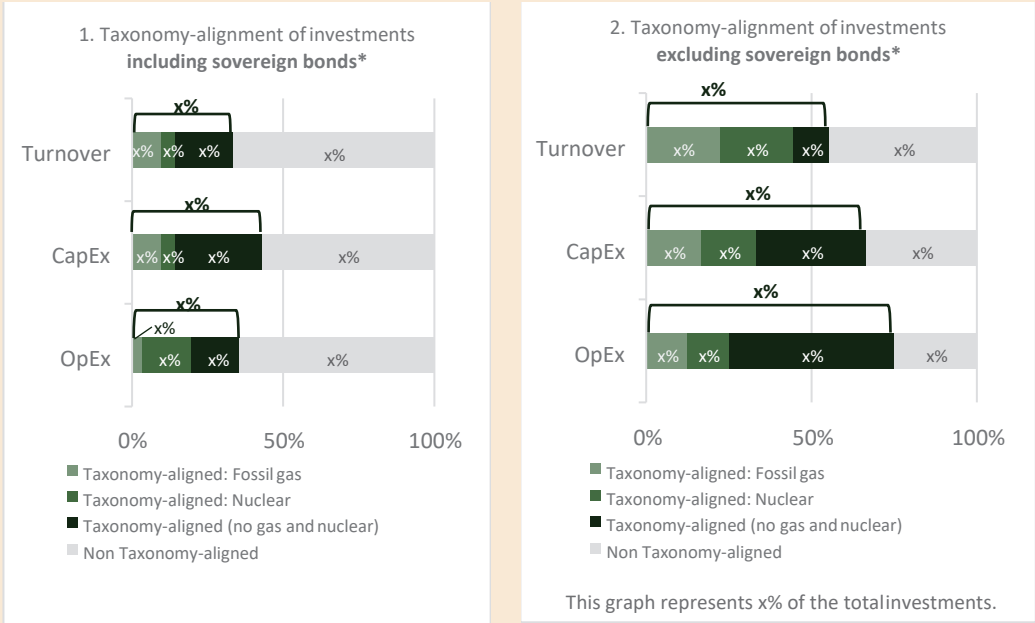 1. Taxonomy-alignment of investments
including sovereign bonds*
x%
Turnover
x% x% x% x%
x%
CapEx
x% x% x% x%
x%
x%
OpEx
x% x% x%
0% 50% 100%
Taxonomy-aligned: Fossil gas
Taxonomy-aligned: Nuclear
Taxonomy-aligned (no gas and nuclear)
Non Taxonomy-aligned
2. Taxonomy-alignment of investments
excluding sovereign bonds*
x%
Turnover
x% x% x% x%
x%
CapEx
x% x% x% x%
x%
OpEx
x% x% x% x%
0% 50% 100%
Taxonomy-aligned: Fossil gas
Taxonomy-aligned: Nuclear
Taxonomy-aligned (no gas and nuclear)
Non Taxonomy-aligned
This graph represents x% of the totalinvestments.